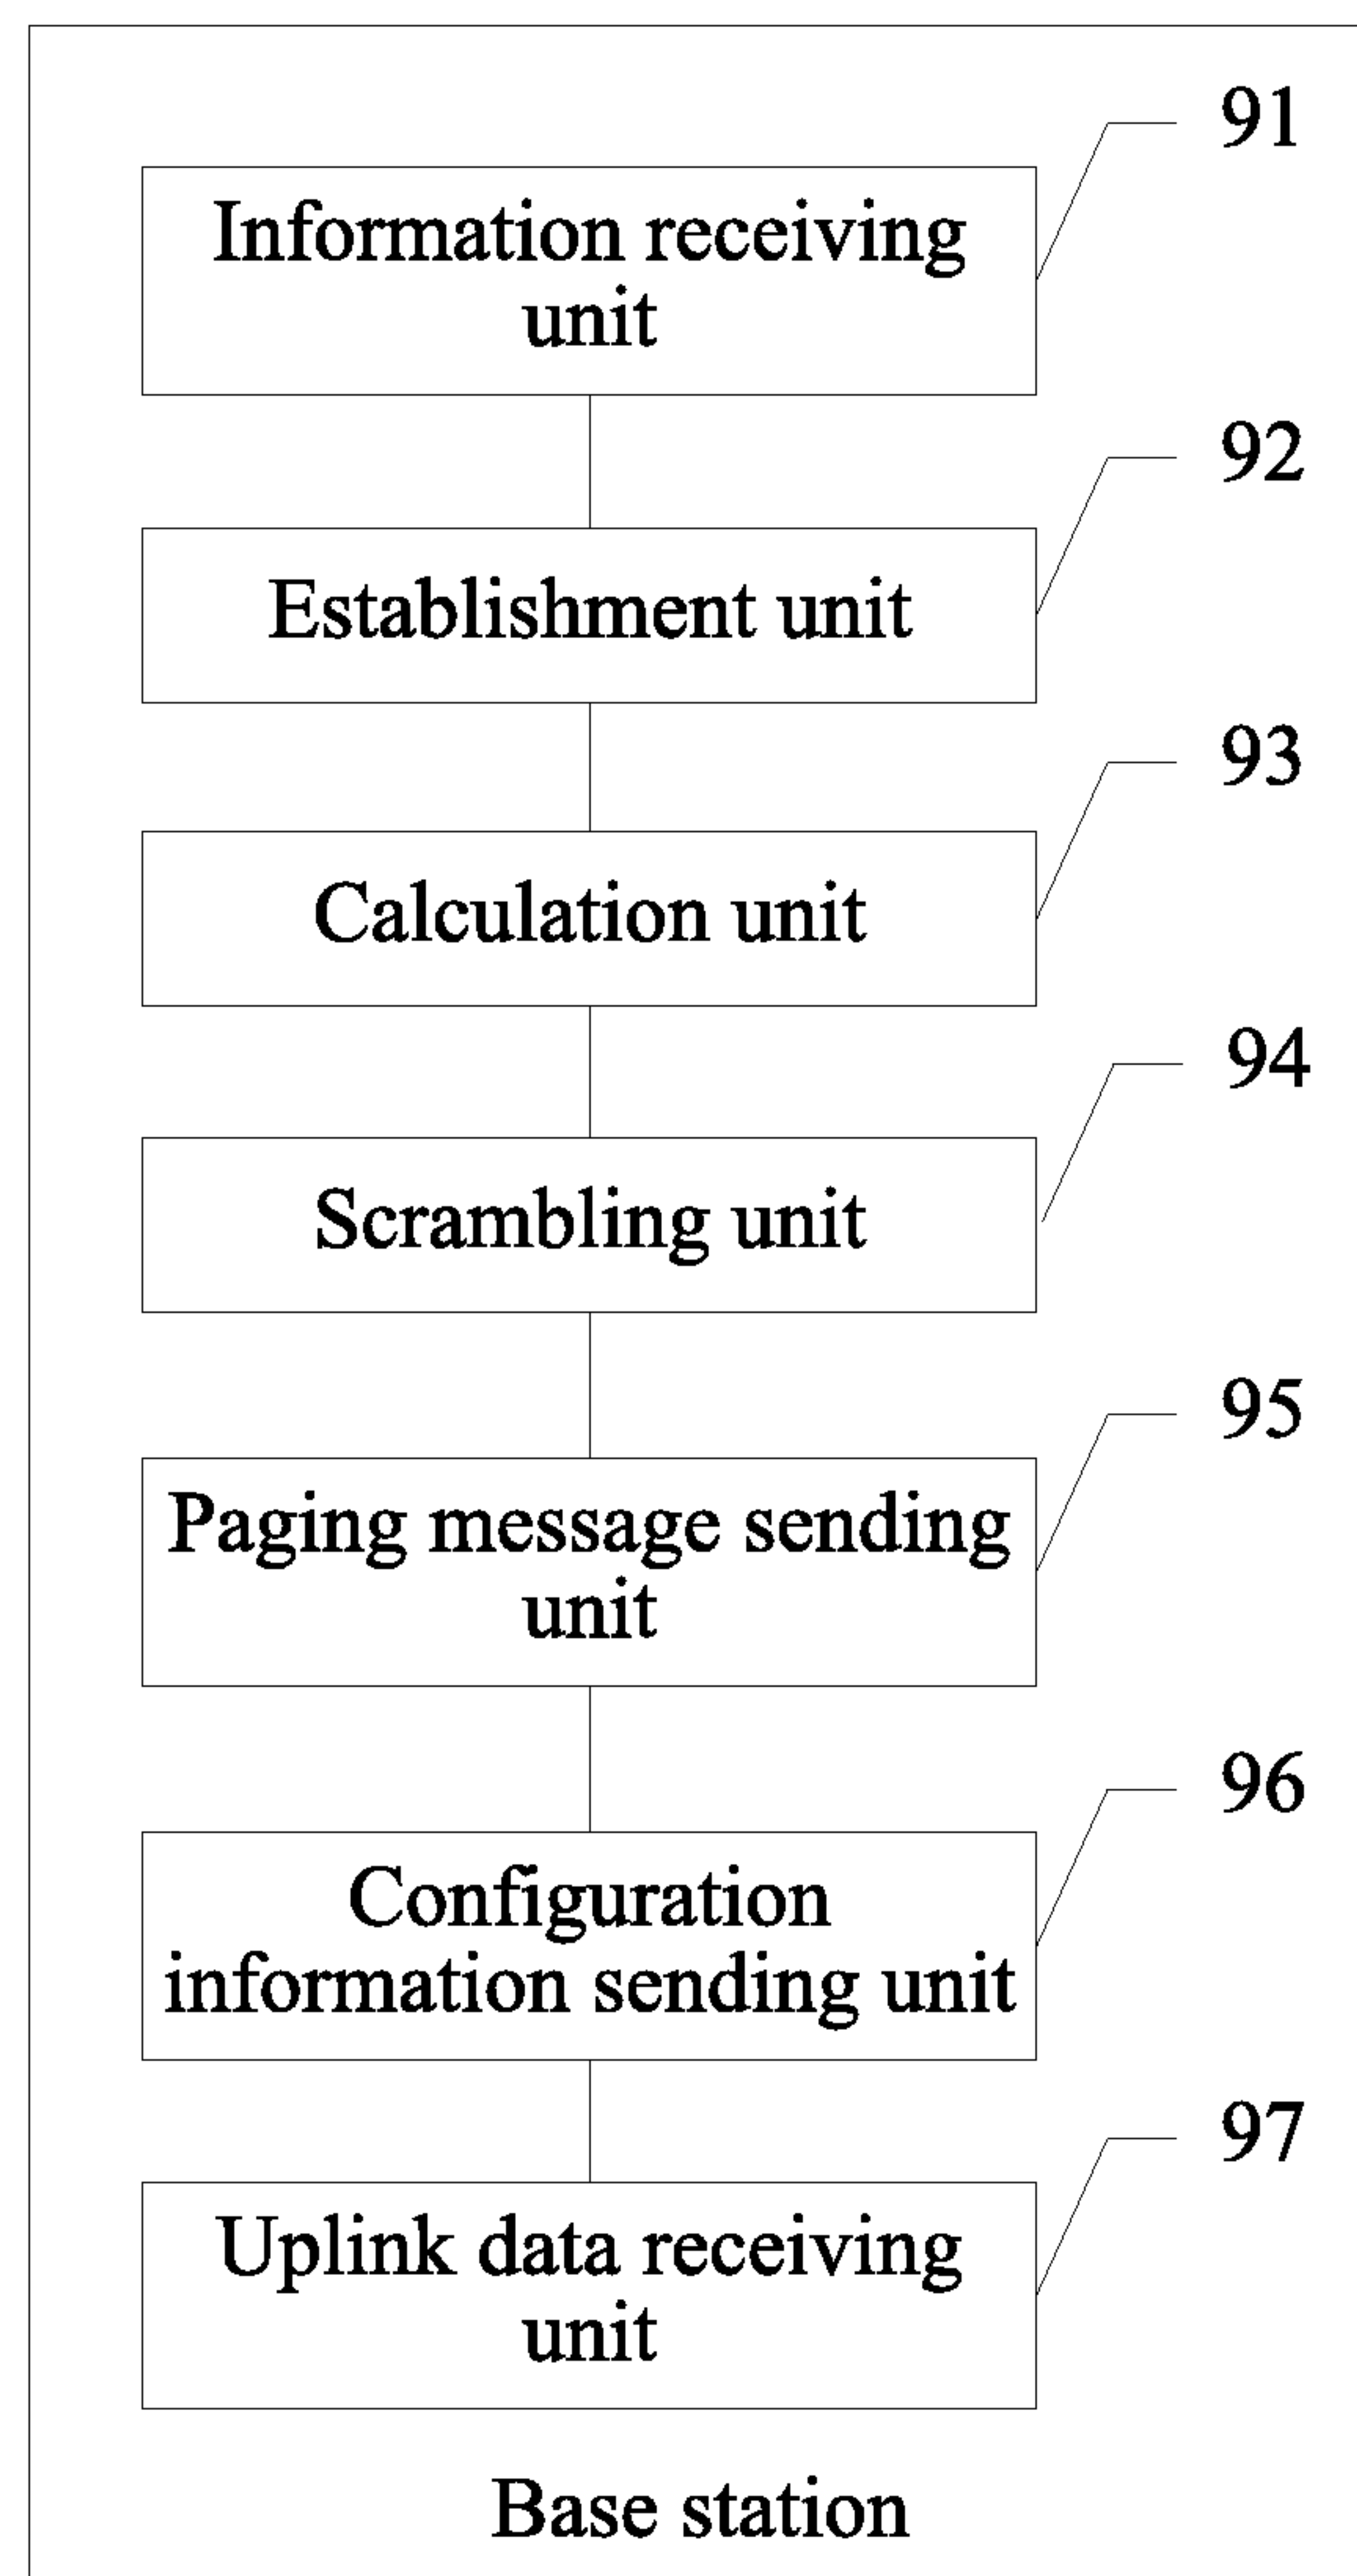 91
Information receiving
unit
92
Establishment unit
93
Calculation unit
94
Scrambling unit
95
Paging message sending
unit
96
Configuration
information sending unit
97
Uplink data receiving
unit
Base station